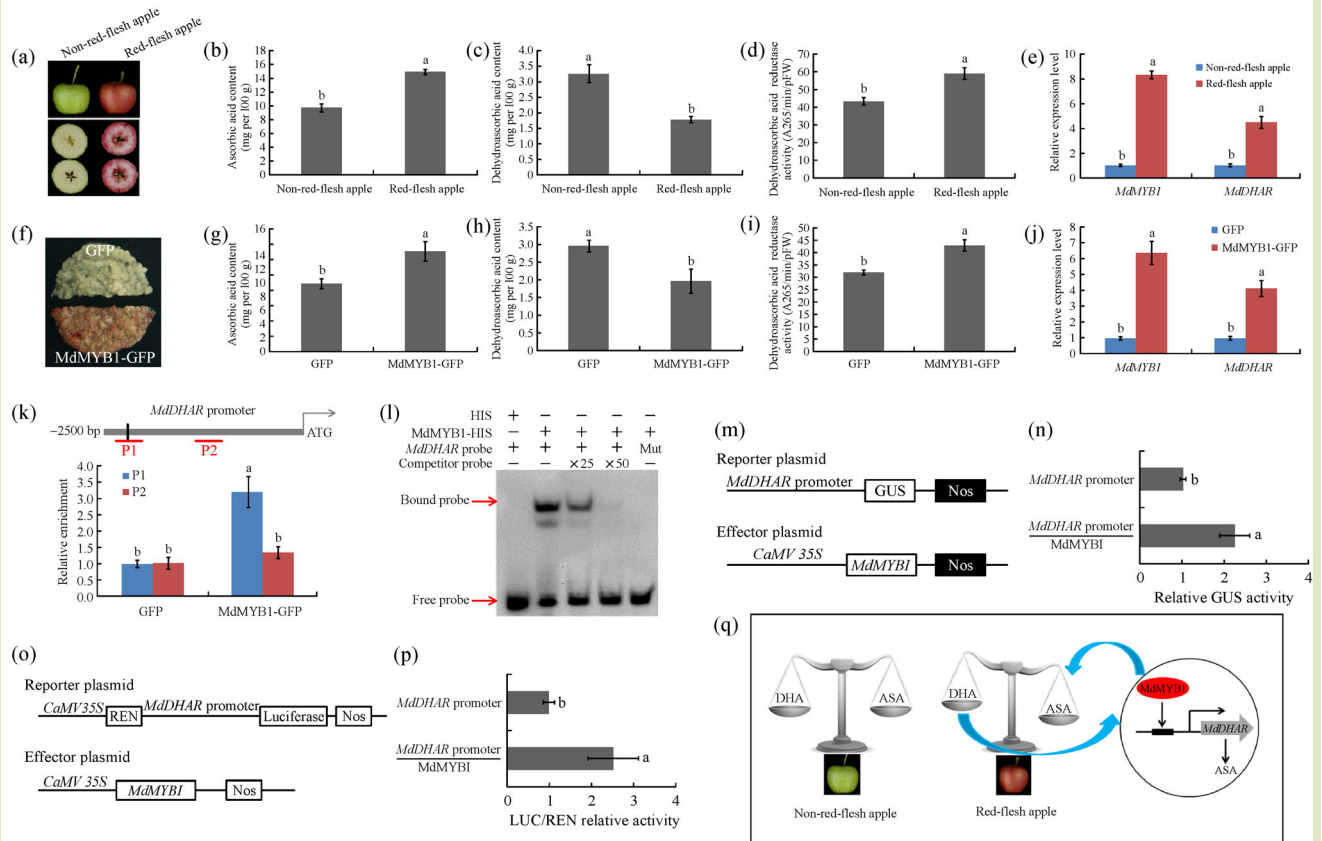 Non-red-flesh apple
Red-flesh apple
(a)
(b)
Ascorbic acid content
(mg per l00 g)
18
16
14
12
10
8
6
4
2
0
b
a
Non-red-flesh apple Red-flesh apple
(c)
Dehydroascorbic acid content
(mg per l00 g)
4.0
3.5
3.0
2.5
2.0
1.5
1.0
0.5
0
a
b
Non-red-flesh apple Red-flesh apple
(d)
Dehydroascorbic acid reductase
activity (A265/min/pFW)
70
60
50
40
30
20
10
0
b
a
Non-red-flesh apple Red-flesh apple
(e)
Relative expression level
10
8
6
4
2
0
Non-red-flesh apple
Red-flesh apple
b
a
b
a
MdMYBI MdDHAR
(f)
GFP
MdMYB1-GFP
(g)
Ascorbic acid content
(mg per l00 g)
16
14
12
10
8
6
4
2
0
b
a
GFP MdMYB1-GFP
(h)
Dehydroascorbic acid content
(mg per l00 g)
3.5
3.0
2.5
2.0
1.5
1.0
0.5
0
a
b
GFP MdMYB1-GFP
(i)
Dehydroascorbic acid reductase
activity (A265/min/pFW)
50
45
40
35
30
25
20
15
10
5
0
b
a
GFP MdMYB1-GFP
(j)
Relative expression level
8
7
6
5
4
3
2
1
0
GFP
MdMYB1-GFP
b
a
b
a
MdMYBI MdDHAR
(k)
MdDHAR promoter
−2500 bp
ATG
P1 P2
Relative enrichment
4.0
3.5
3.0
2.5
2.0
1.5
1.0
0.5
0.0
P1
P2
b b
a
b
GFP MdMYB1-GFP
(l)
HIS + − − − −
MdMYB1-HIS − + + + +
MdDHAR probe + + + + Mut
Competitor probe − − ×25 ×50 −
Bound probe
Free probe
(m)
Reporter plasmid
MdDHAR promoter GUS Nos
Effector plasmid
CaMV 35S MdMYBI Nos
(n)
MdDHAR promoter
b
MdDHAR promoter
MdMYBI
a
0 1 2 3 4
Relative GUS activity
(o)
Reporter plasmid
CaMV35S REN MdDHAR promoter Luciferase Nos
Effector plasmid
CaMV 35S MdMYBI Nos
(p)
MdDHAR promoter
b
MdDHAR promoter
MdMYBI
a
0 1 2 3 4
LUC/REN relative activity
(q)
DHA ASA
Non-red-flesh apple
DHA ASA
Red-flesh apple
MdMYB1
MdDHAR
ASA